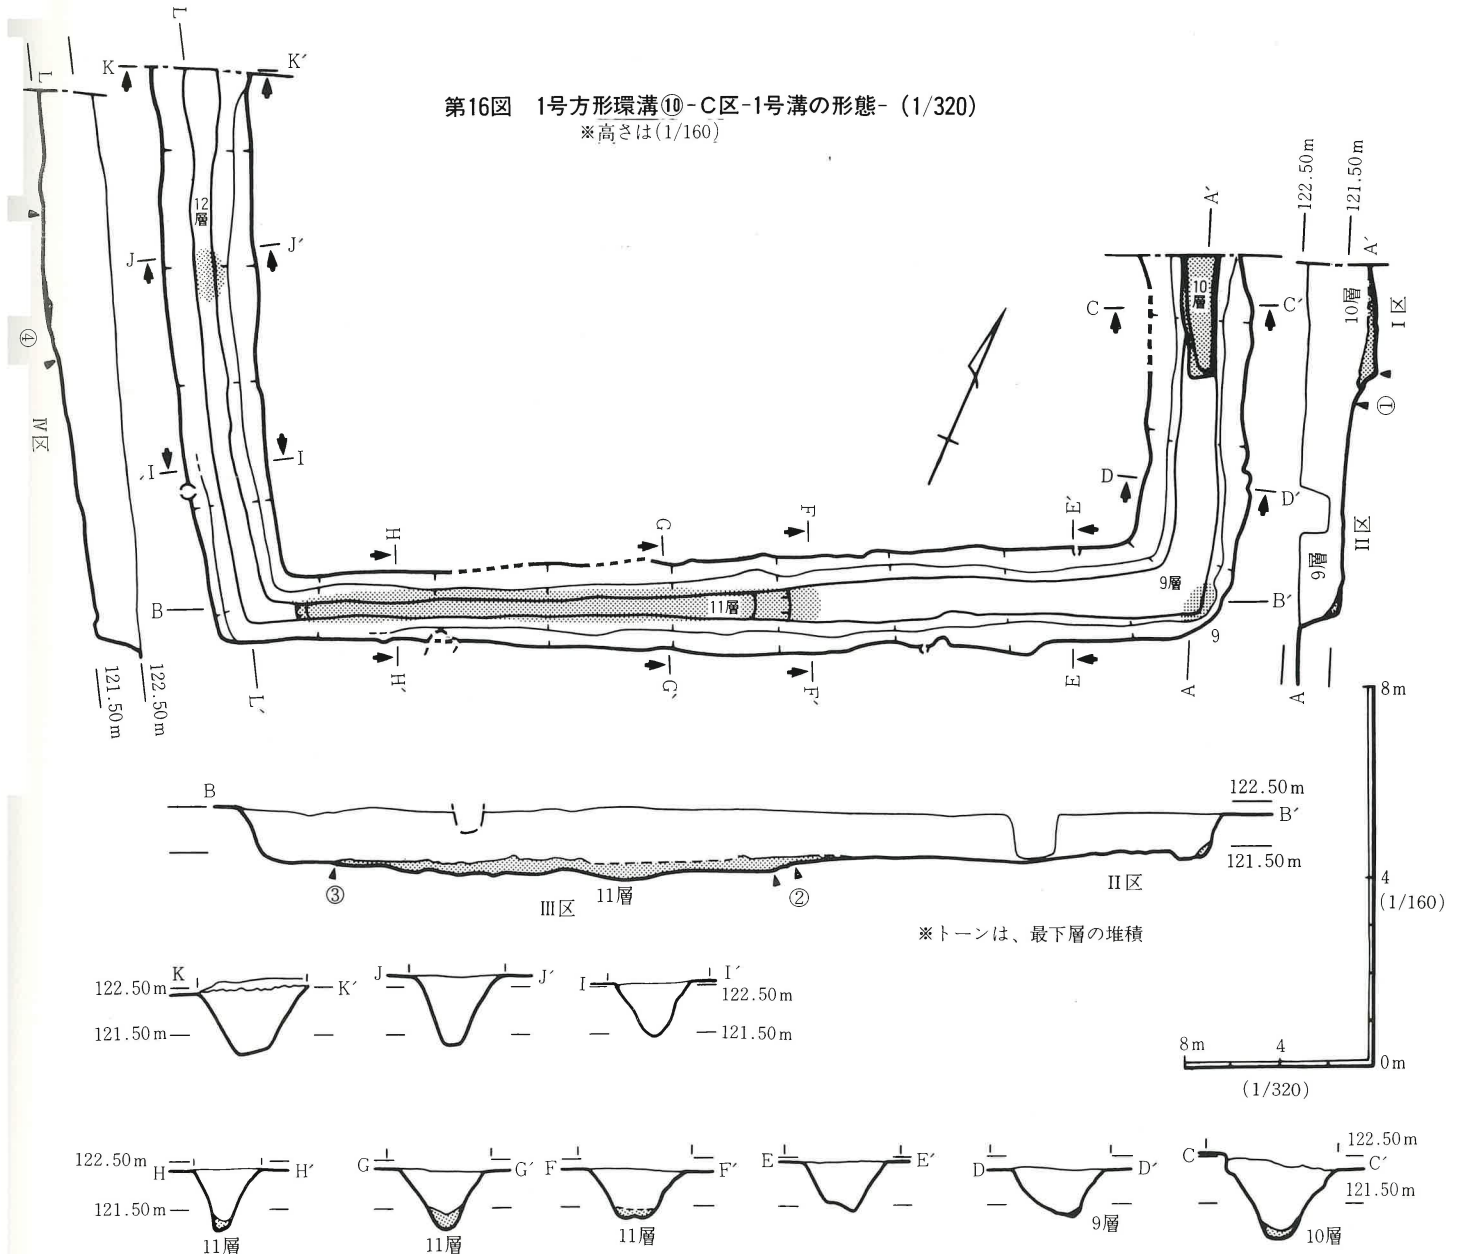 第16図 1号方形環溝⑩-C区-1号溝の形態- (1/320)
※高さは(1/160)
L
K
K′
L
12層
J
J′
④
Ⅳ区
I′
I
121.50m
122.50m
L′
H
G
F
E′
B
11層
9層
B′
9
H′
G′
F′
E
A
A′
10層
C
C′
D
D′
122.50m
121.50m
A′
10層
Ⅰ区
①
Ⅱ区
9層
A
B
122.50m
B′
121.50m
③
11層
②
Ⅲ区
Ⅱ区
※トーンは、最下層の堆積
8m
4
(1/160)
0m
8m
4
(1/320)
K
122.50m
K′
121.50m
J
J′
I
I′
122.50m
121.50m
122.50m
H
H′
121.50m
11層
G
G′
11層
F
F′
11層
E
E′
D
D′
9層
C
122.50m
C′
121.50m
10層